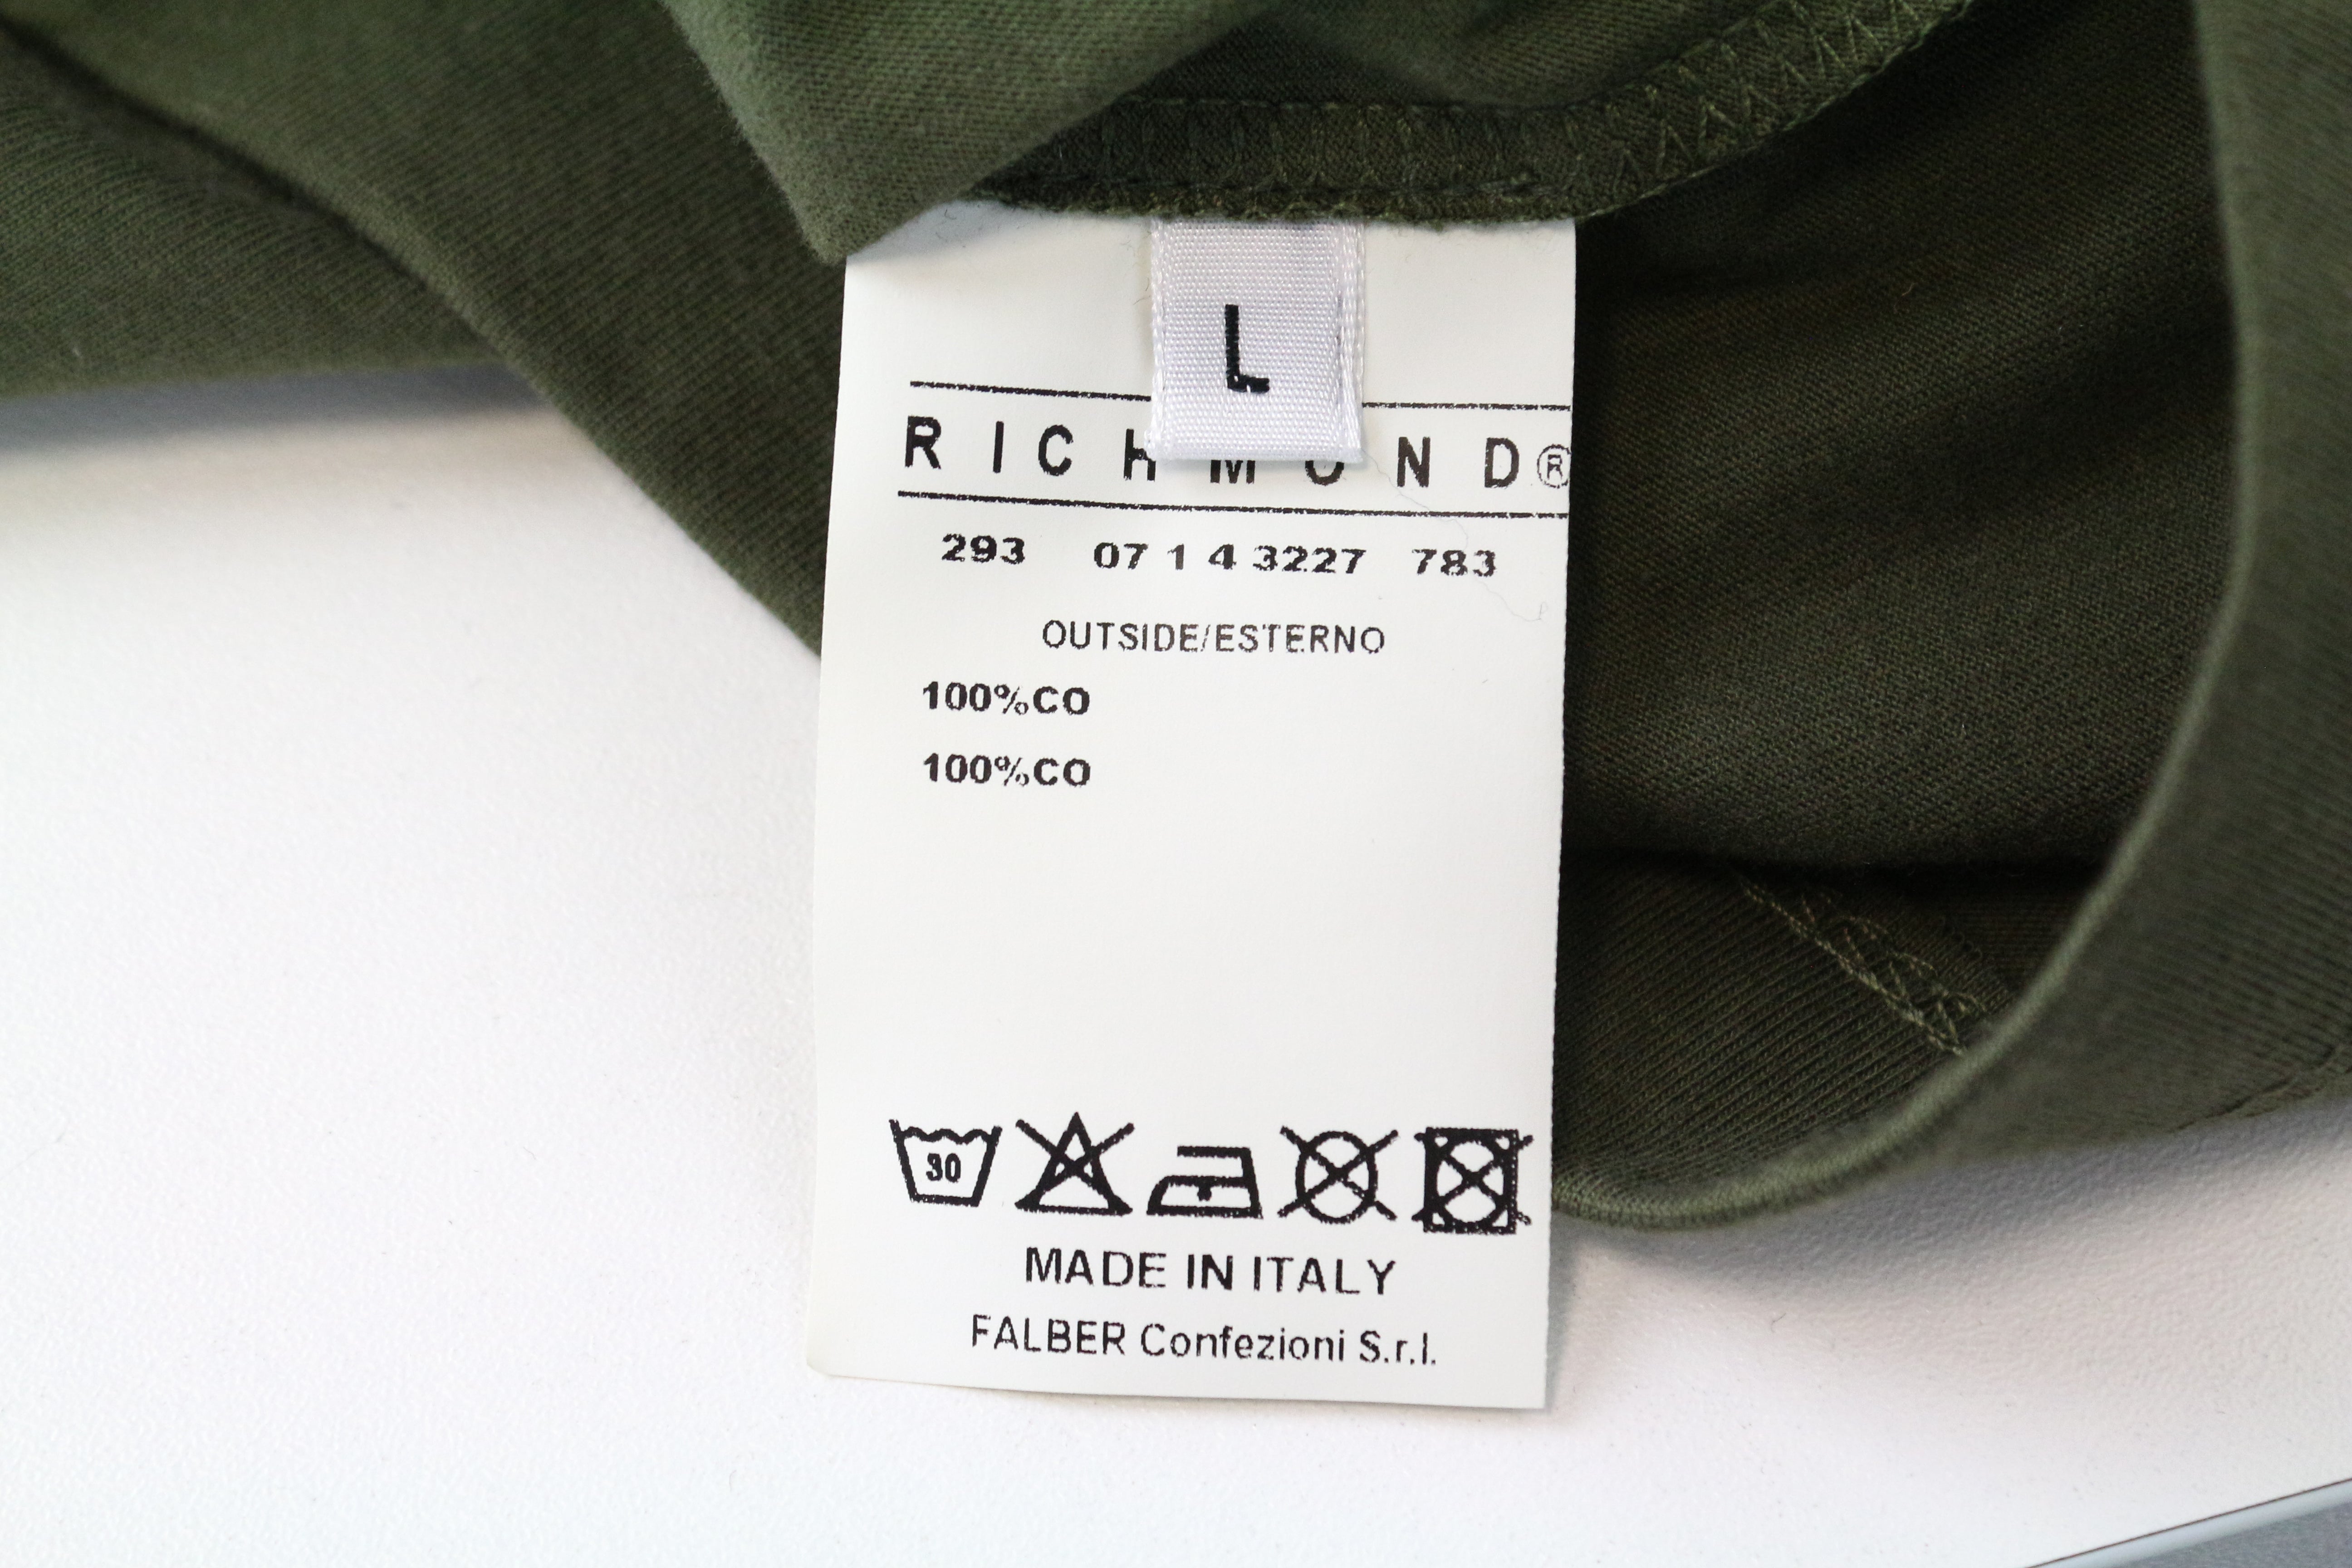 L
RICHMOND®
293 07 1 4 3227 783
OUTSIDE/ESTERNO
100%CO
100%CO
30
MADE IN ITALY
FALBER Confezioni S.r.l.